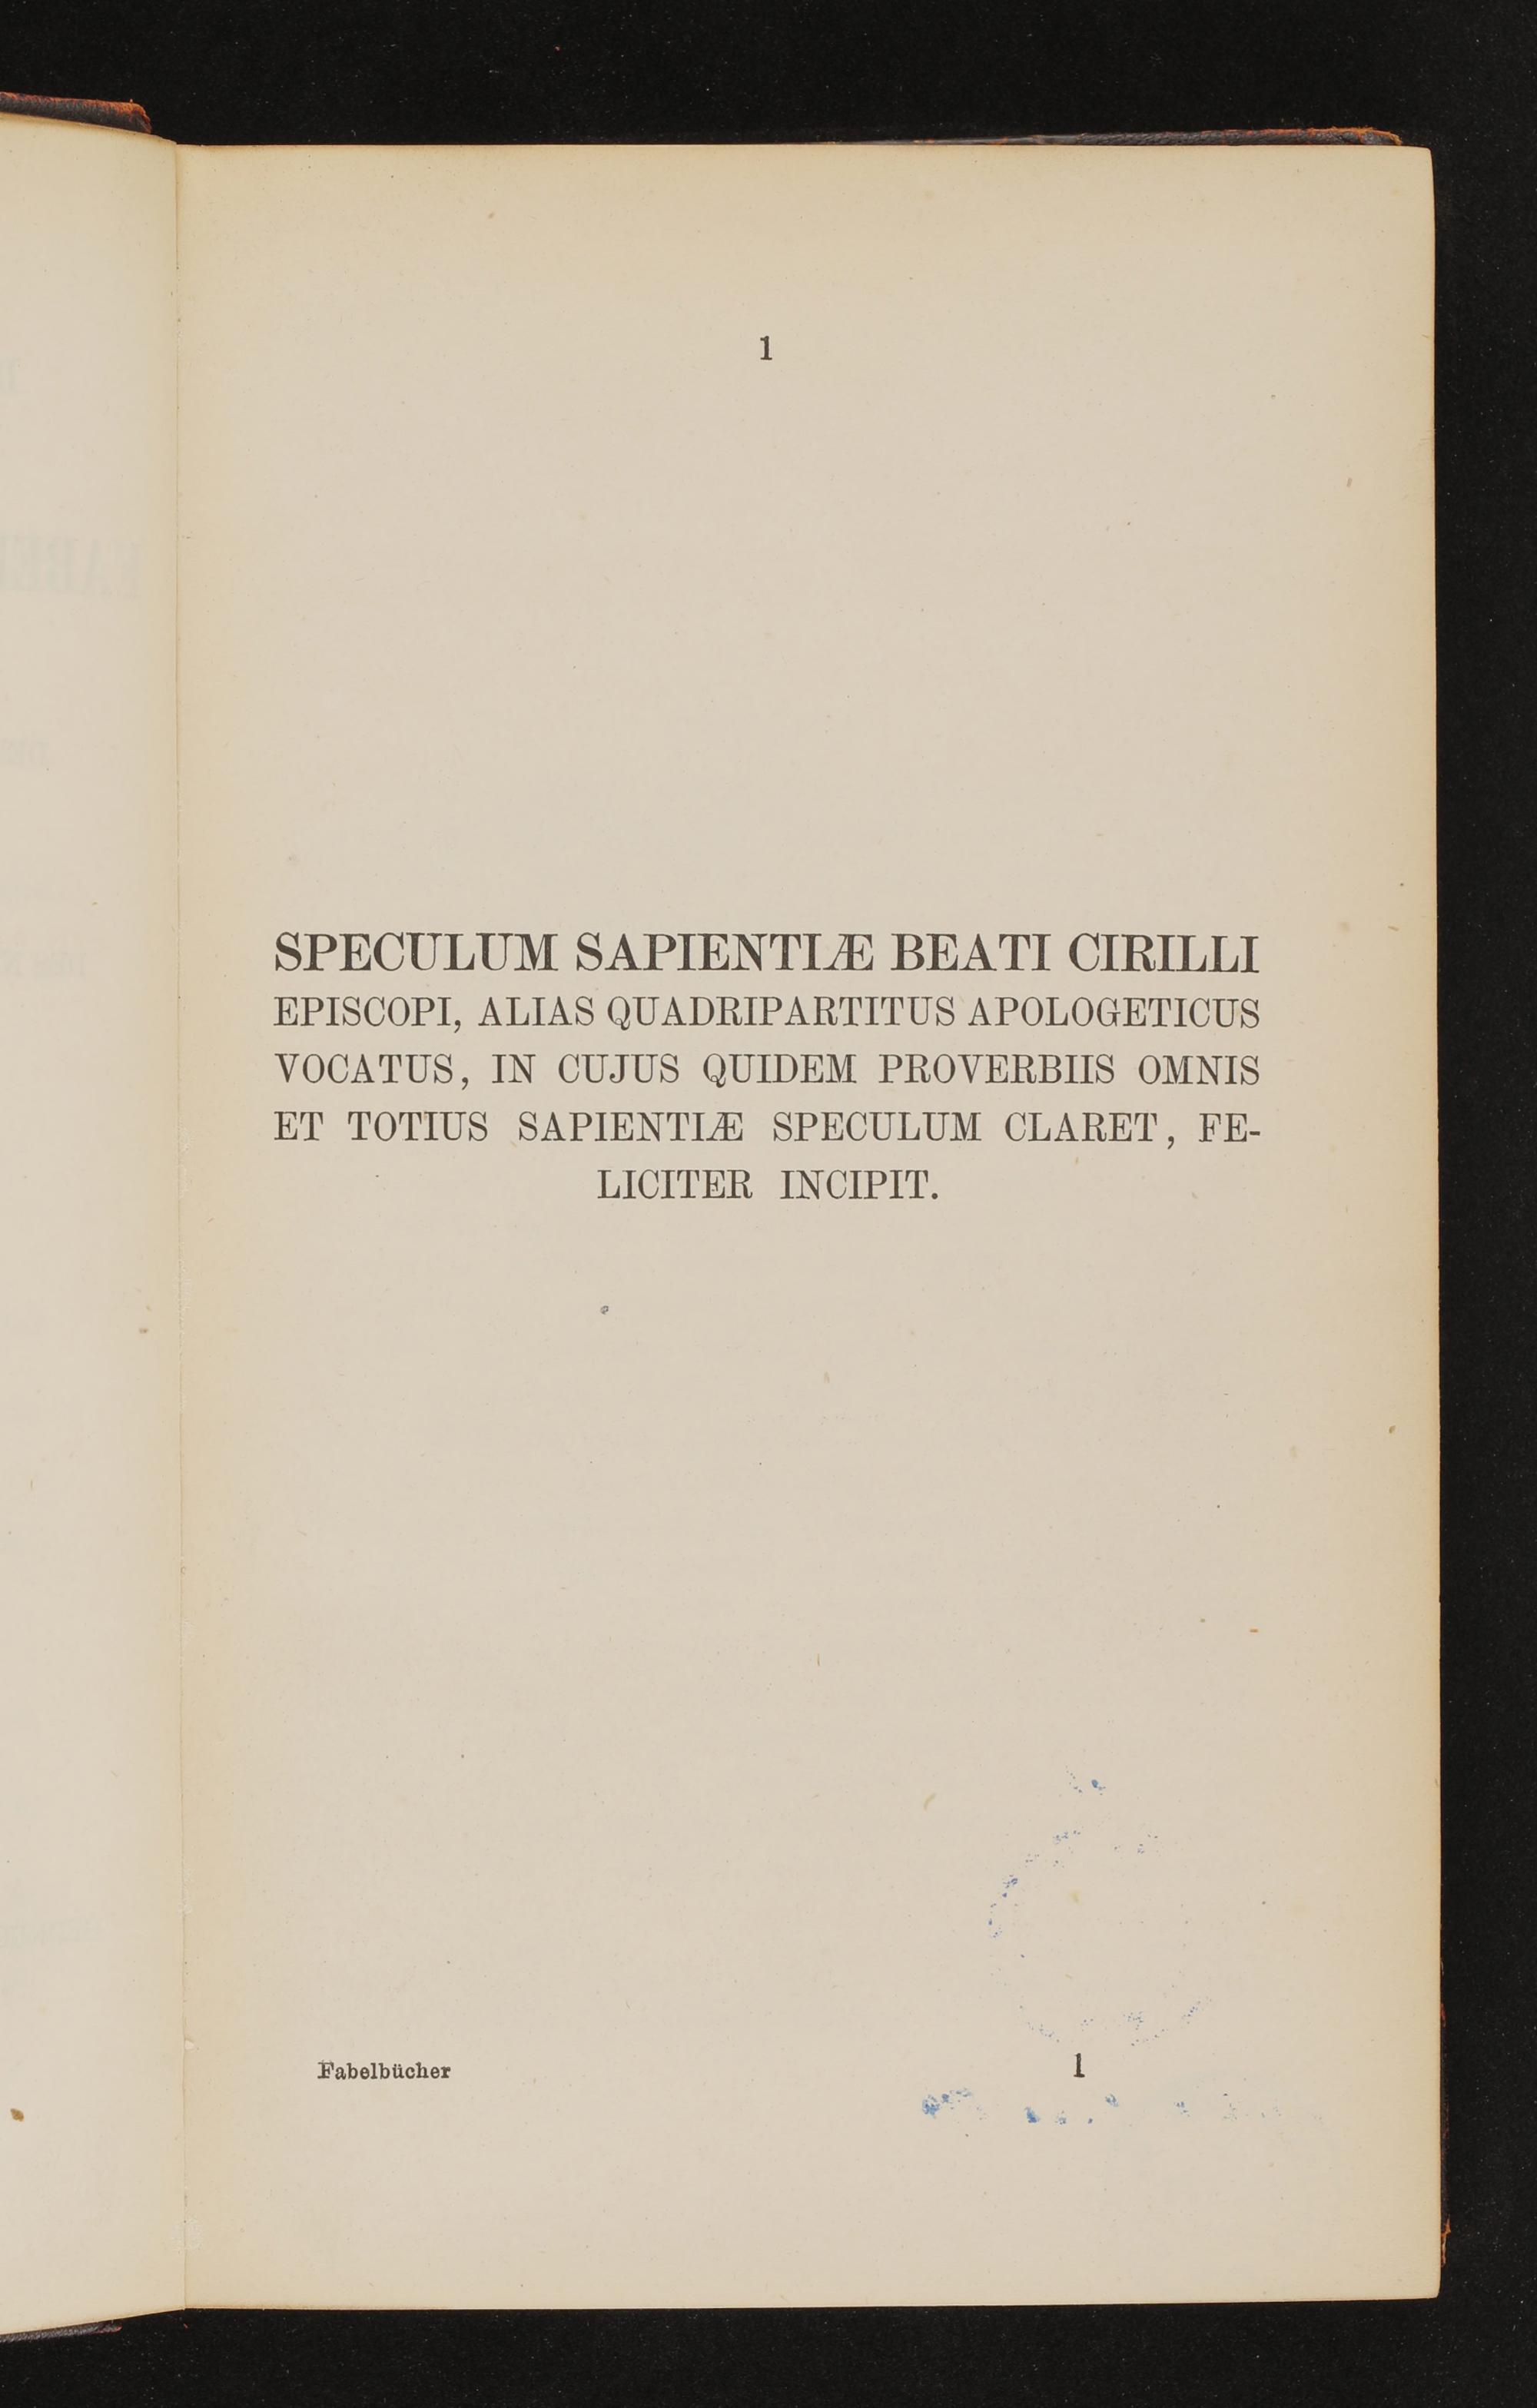 1
SPECULUM SAPIENTIÆ BEATI CIRILLI
EPISCOPI, ALIAS QUADRIPARTITUS APOLOGETICUS
VOCATUS, IN CUJUS QUIDEM PROVERBIIS OMNIS
ET TOTIUS SAPIENTIÆ SPECULUM CLARET, FE-
LICITER INCIPIT.
Fabelbücher 1